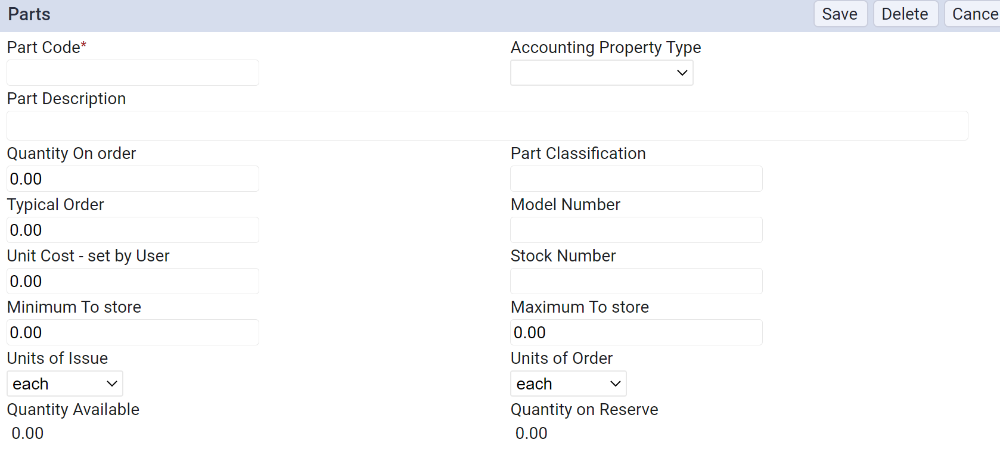 Parts Save Delete Cance
Part Code* Accounting Property Type
Part Description
Quantity On order Part Classification
0.00
Typical Order Model Number
0.00
Unit Cost - set by User Stock Number
0.00
Minimum To store Maximum To store
0.00 0.00
Units of Issue Units of Order
each each
Quantity Available Quantity on Reserve
0.00 0.00